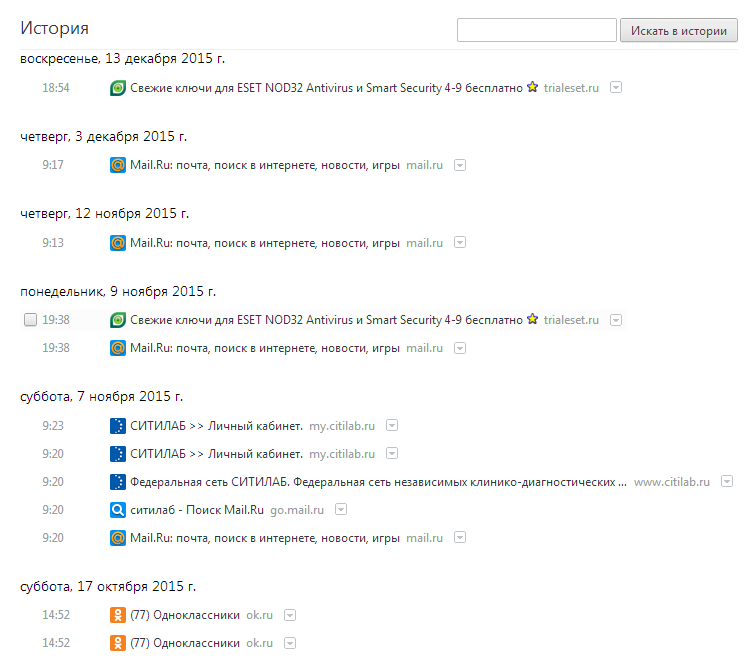 История
Искать в истории
воскресенье, 13 декабря 2015 г.
18:54 Свежие ключи для ESET NOD32 Antivirus и Smart Security 4-9 бесплатно trialeset.ru
четверг, 3 декабря 2015 г.
9:17 Mail.Ru: почта, поиск в интернете, новости, игры mail.ru
четверг, 12 ноября 2015 г.
9:13 Mail.Ru: почта, поиск в интернете, новости, игры mail.ru
понедельник, 9 ноября 2015 г.
19:38 Свежие ключи для ESET NOD32 Antivirus и Smart Security 4-9 бесплатно trialeset.ru
19:38 Mail.Ru: почта, поиск в интернете, новости, игры mail.ru
суббота, 7 ноября 2015 г.
9:23 СИТИЛАБ >> Личный кабинет. my.citilab.ru
9:20 СИТИЛАБ >> Личный кабинет. my.citilab.ru
9:20 Федеральная сеть СИТИЛАБ. Федеральная сеть независимых клинико-диагностических ... www.citilab.ru
9:20 ситилаб - Поиск Mail.Ru go.mail.ru
9:20 Mail.Ru: почта, поиск в интернете, новости, игры mail.ru
суббота, 17 октября 2015 г.
14:52 (77) Одноклассники ok.ru
14:52 (77) Одноклассники ok.ru